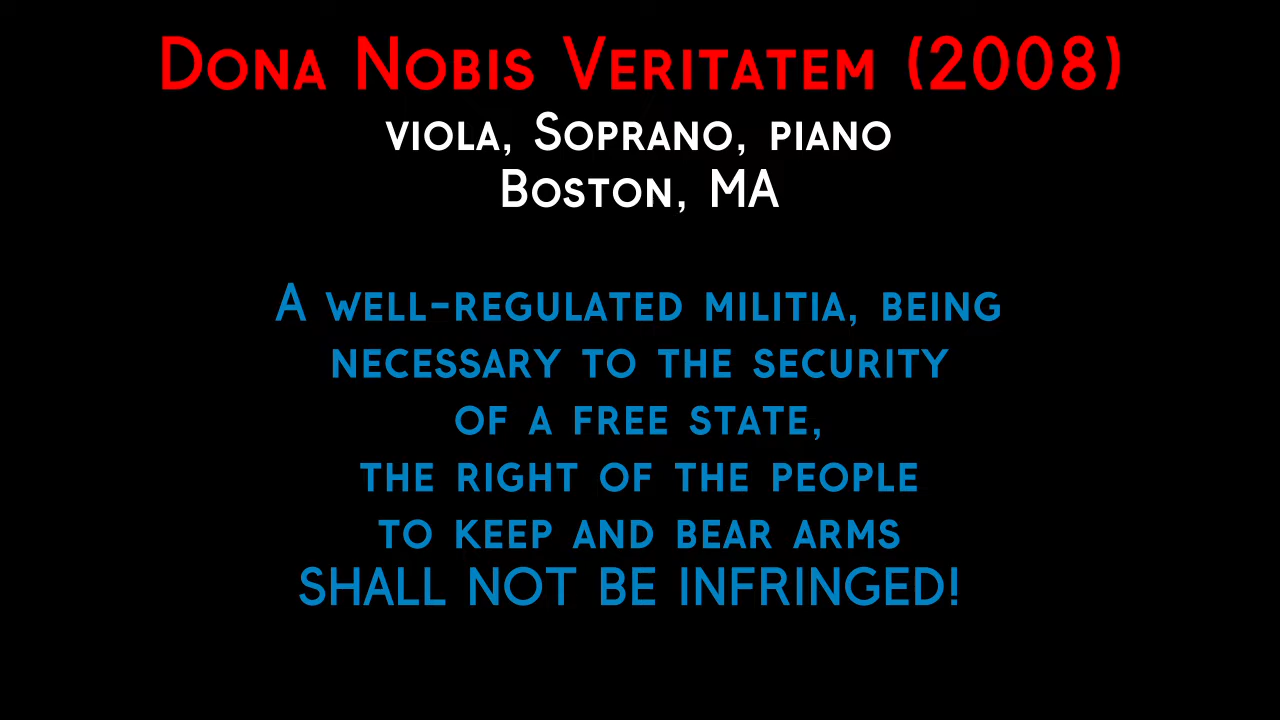 Dona Nobis Veritatem (2008)
viola, Soprano, piano
Boston, MA
A well-regulated militia, being
necessary to the security
of a free state,
the right of the people
to keep and bear arms
SHALL NOT BE INFRINGED!